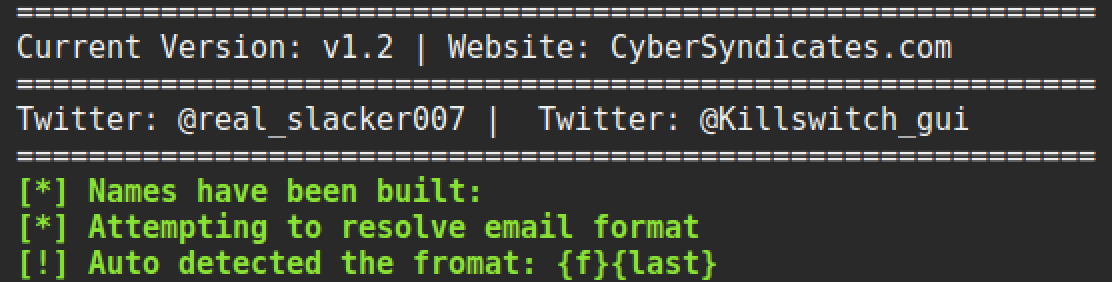 ============================================================
Current Version: v1.2 | Website: CyberSyndicates.com
============================================================
Twitter: @real_slacker007 |  Twitter: @Killswitch_gui
============================================================
[*] Names have been built:
[*] Attempting to resolve email format
[!] Auto detected the fromat: {f}{last}